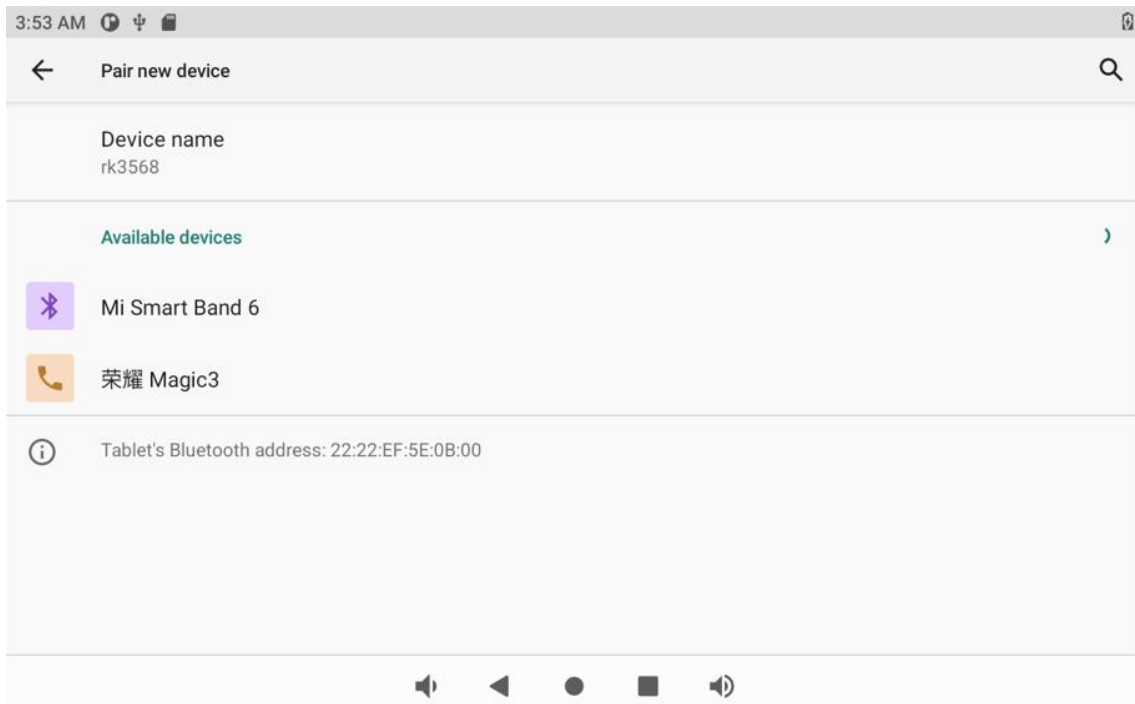 3:53 AM
Pair new device
Device name
rk3568
Available devices
Mi Smart Band 6
荣耀 Magic3
Tablet's Bluetooth address: 22:22:EF:5E:0B:00